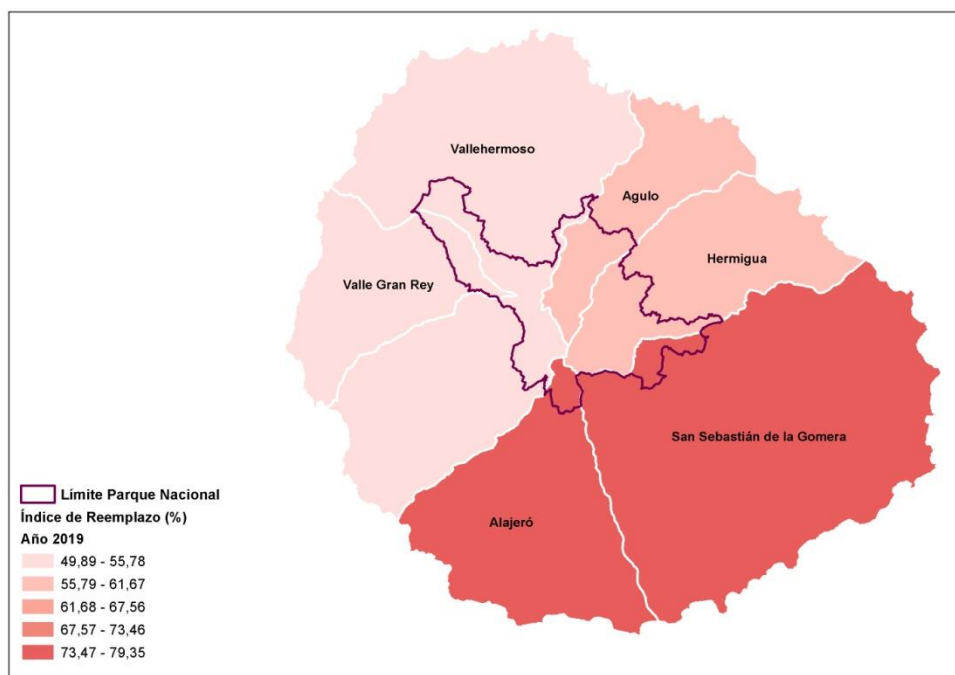 Vallehermoso
Agulo
Hermigua
Valle Gran Rey
San Sebastián de la Gomera
Alajeró
Límite Parque Nacional
Índice de Reemplazo (%)
Año 2019
49,89 - 55,78
55,79 - 61,67
61,68 - 67,56
67,57 - 73,46
73,47 - 79,35